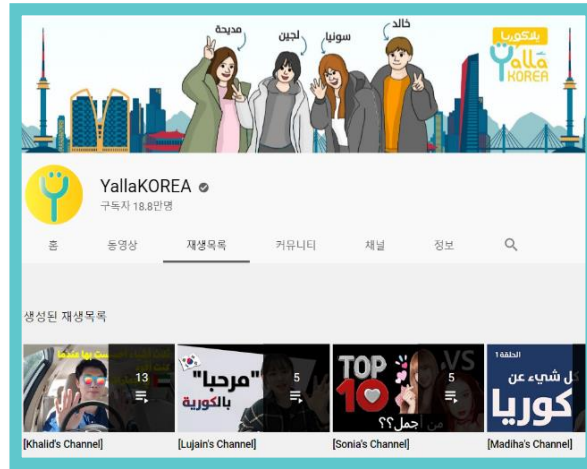 مديحة
لجين
سونيا
خالد
يلاكوريا
Yalla
KOREA
YallaKOREA
구독자 18.8만명
홈 동영상 재생목록 커뮤니티 채널 정보
생성된 재생목록
13
[Khalid's Channel]
"مرحبا"
بالكورية
5
[Lujain's Channel]
TOP
10
VS
من
جمل؟؟
5
[Sonia's Channel]
الحلقة 1
كل شيء عن
كوريا
[Madiha's Channel]